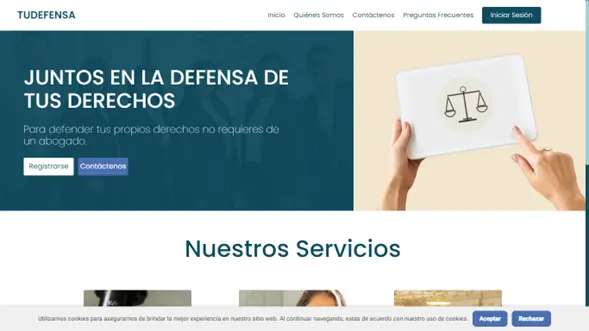 TUDEFENSA
Inicio Quiénes Somos Contáctenos Preguntas Frecuentes Iniciar Sesión
JUNTOS EN LA DEFENSA DE
TUS DERECHOS
Para defender tus propios derechos no requieres de
un abogado.
Registrarse Contáctenos
Nuestros Servicios
Utilizamos cookies para asegurarnos de brindar la mejor experiencia en nuestro sitio web. Al continuar navegando, estás de acuerdo con nuestro uso de cookies. Aceptar Rechazar